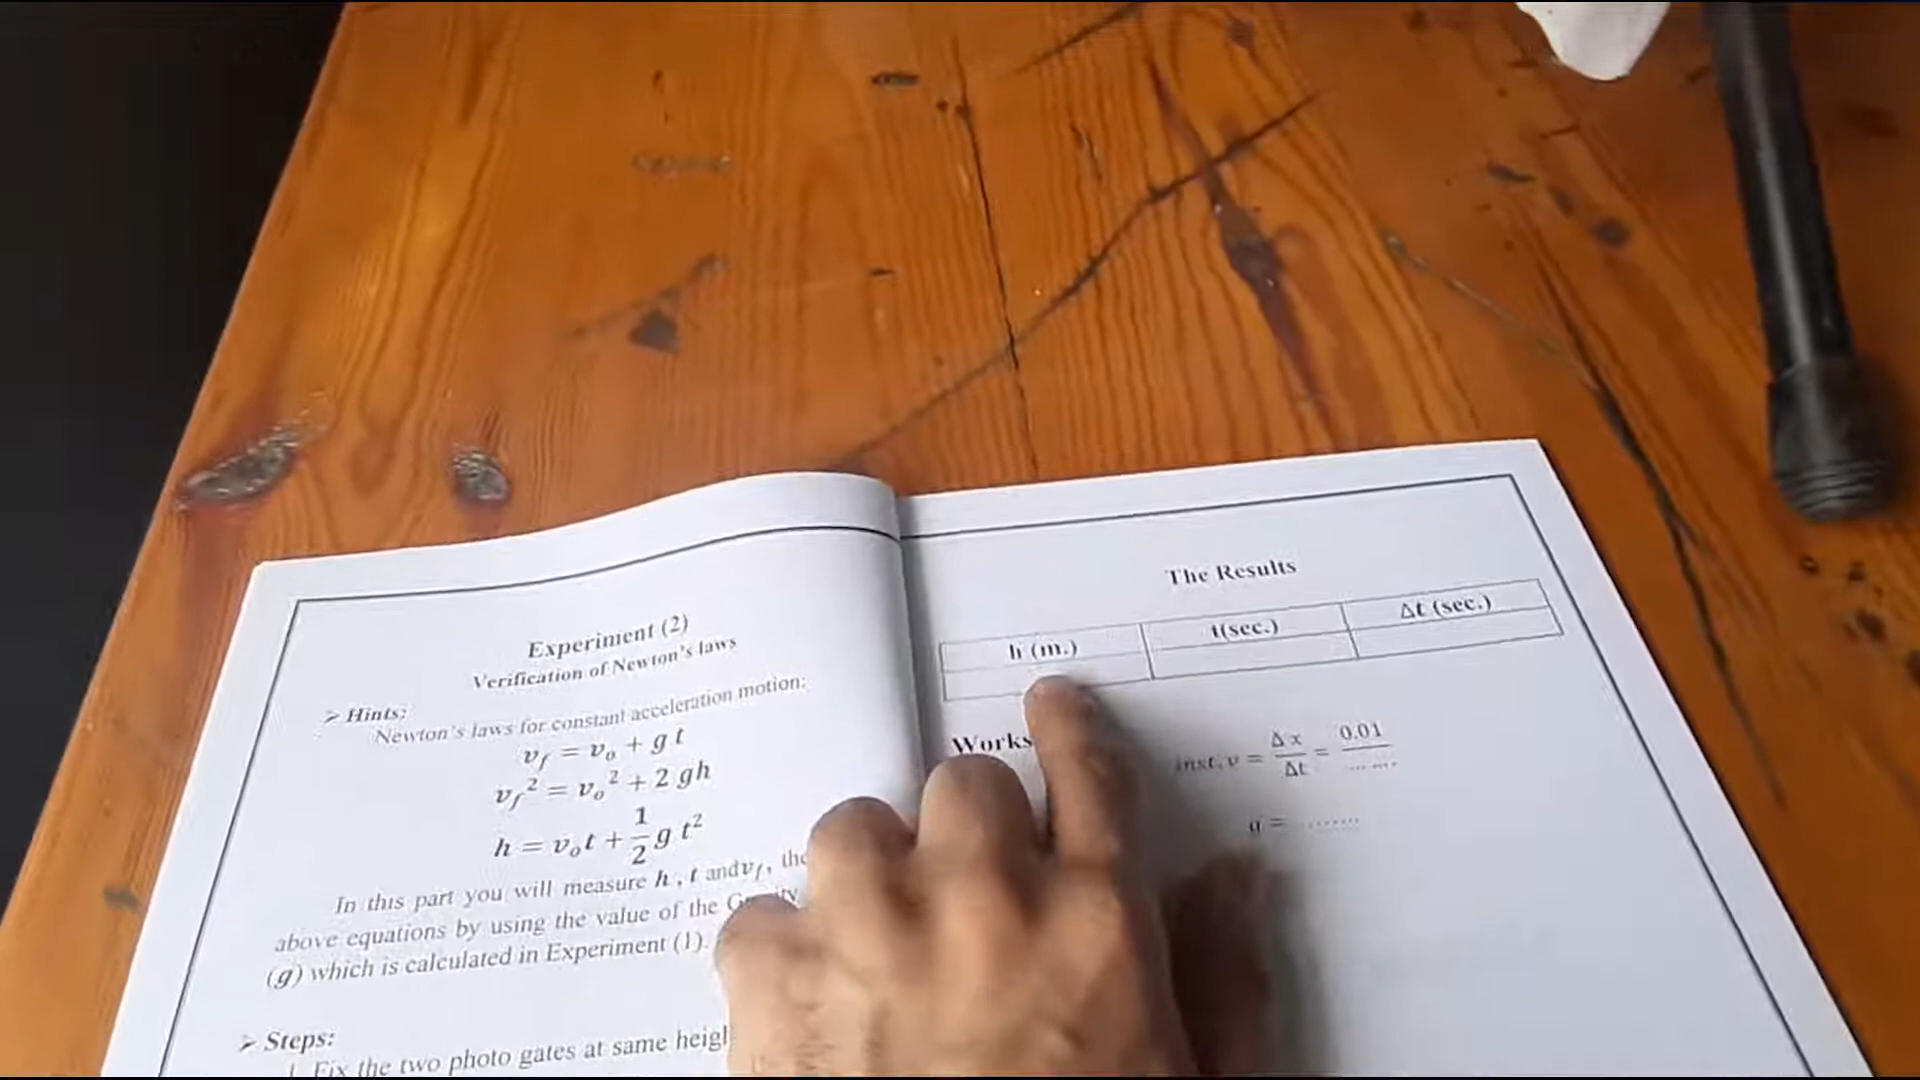 Experiment (2)
Verification of Newton's laws
➢ Hints:
Newton's laws for constant acceleration motion:
v_f = v_o + g t
v_f² = v_o² + 2 gh
h = v_o t + 1/2 g t²
In this part you will measure h , t and v_f, the
above equations by using the value of the Gravity
(g) which is calculated in Experiment (1).
➢ Steps:
1. Fix the two photo gates at same heigh
The Results
h (m.) t(sec.) Δt (sec.)
Works
inst. v = Δ x / Δt = 0.01 / .......
g = ........